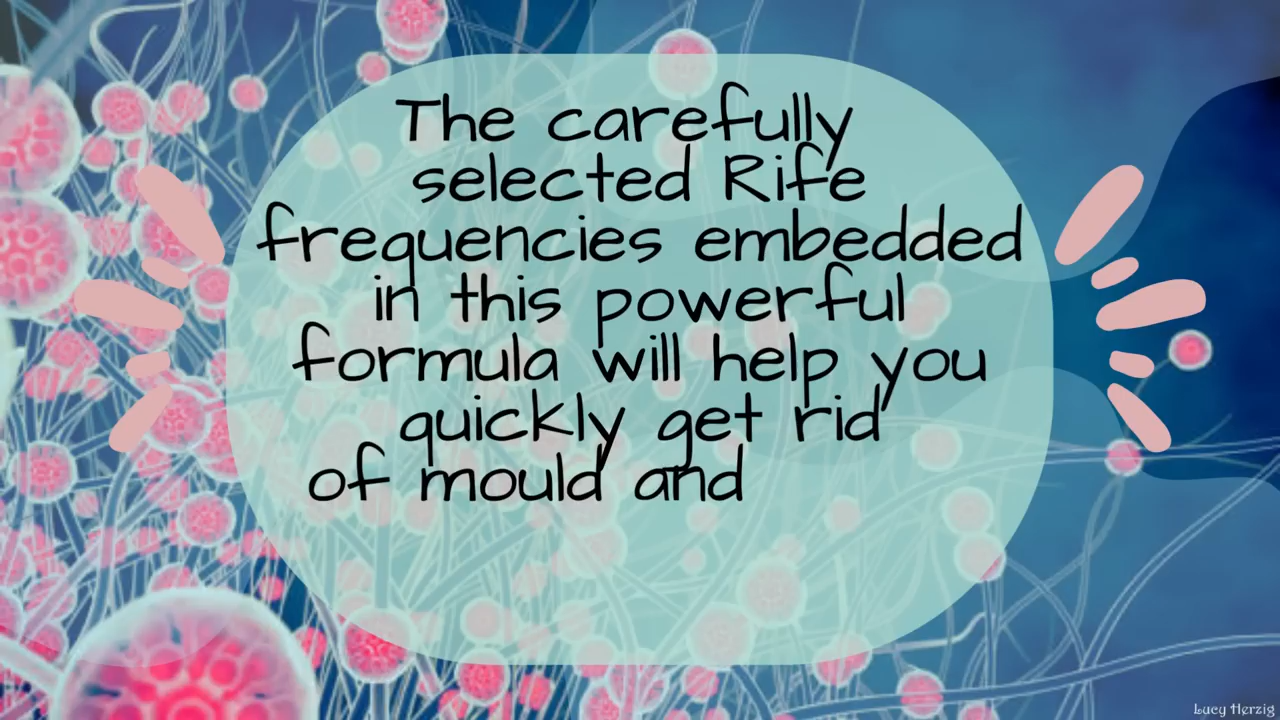 The carefully
selected Rife
frequencies embedded
in this powerful
formula will help you
quickly get rid
of mould and
Lucy Herzig